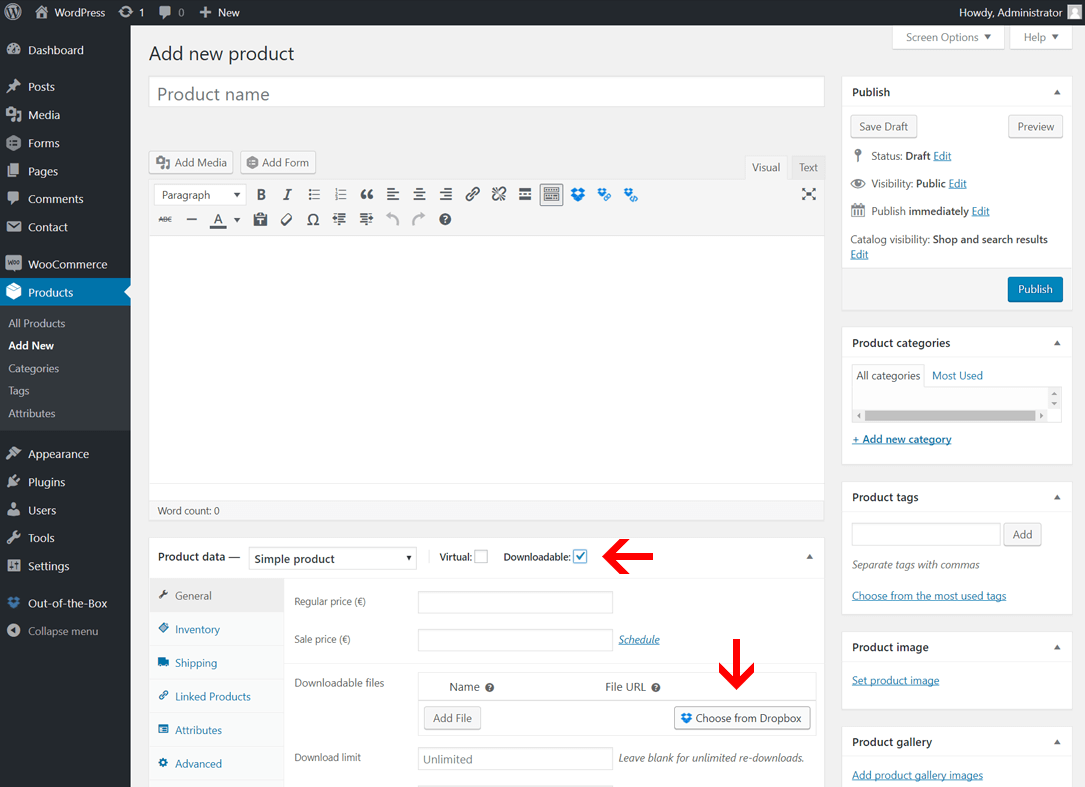 WordPress 1 0 New Howdy, Administrator
Screen Options Help
Dashboard
Posts
Media
Forms
Pages
Comments
Contact
WooCommerce
Products
All Products
Add New
Categories
Tags
Attributes
Appearance
Plugins
Users
Tools
Settings
Out-of-the-Box
Collapse menu
Add new product
Product name
Add Media Add Form
Visual Text
Paragraph B I
ABC A
Word count: 0
Product data — Simple product Virtual: Downloadable:
General
Inventory
Shipping
Linked Products
Attributes
Advanced
Regular price (€)
Sale price (€) Schedule
Downloadable files Name File URL
Add File Choose from Dropbox
Download limit Unlimited Leave blank for unlimited re-downloads.
Publish
Save Draft Preview
Status: Draft Edit
Visibility: Public Edit
Publish immediately Edit
Catalog visibility: Shop and search results
Edit
Publish
Product categories
All categories Most Used
+ Add new category
Product tags
Add
Separate tags with commas
Choose from the most used tags
Product image
Set product image
Product gallery
Add product gallery images